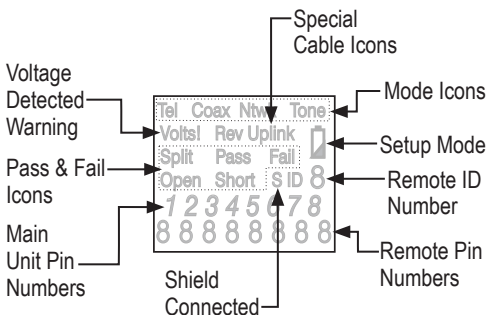 Special
Cable Icons
Voltage
Detected
Warning
Mode Icons
Tel Coax Ntw Tone
Volts! Rev Uplink
Setup Mode
Split Pass Fail
Pass & Fail
Icons
Open Short S ID 8
Remote ID
Number
1 2 3 4 5 6 7 8
Main
Unit Pin
Numbers
8 8 8 8 8 8 8 8
Remote Pin
Numbers
Shield
Connected